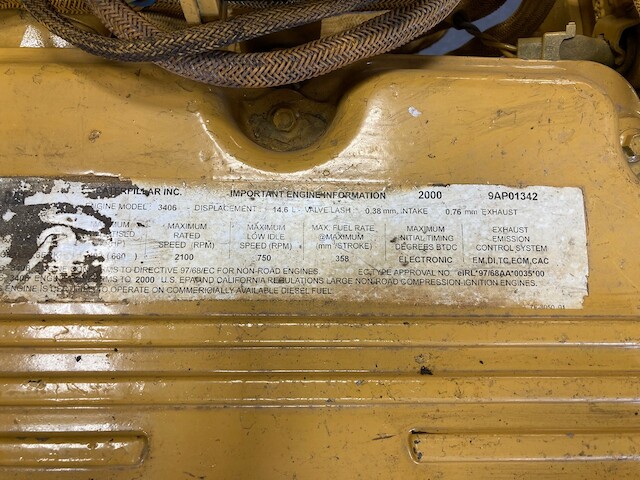 CATERPILLAR INC. IMPORTANT ENGINE INFORMATION 2000 9AP01342
ENGINE MODEL: 3406 - DISPLACEMENT: 14.6 L. VALVE LASH: 0.38 mm. INTAKE 0.76 mm EXHAUST
MAXIMUM MAXIMUM MAX. FUEL RATE MAXIMUM EXHAUST
RATED LOW IDLE @MAXIMUM INITIAL TIMING EMISSION
SPEED (RPM) SPEED (RPM) mm³/STROKE) DEGREES BTDC CONTROL SYSTEM
(660) 2100 750 358 ELECTRONIC EM,DI,TC,ECM,CAC
TO DIRECTIVE 97/68/EC FOR NON-ROAD ENGINES. EC TYPE APPROVAL NO. eIRL*97/68AA*0035*00
TO 2000 U.S. EPA AND CALIFORNIA REGULATIONS LARGE NON-ROAD COMPRESSION IGNITION ENGINES.
ENGINE IS TO OPERATE ON COMMERCIALLY AVAILABLE DIESEL FUEL.